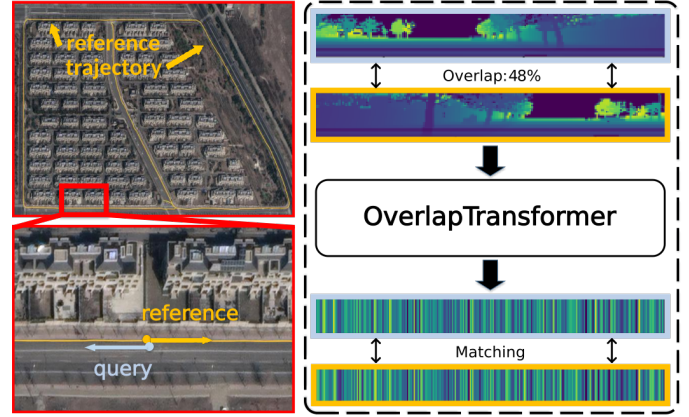 reference
trajectory
reference
query
Overlap:48%
OverlapTransformer
Matching